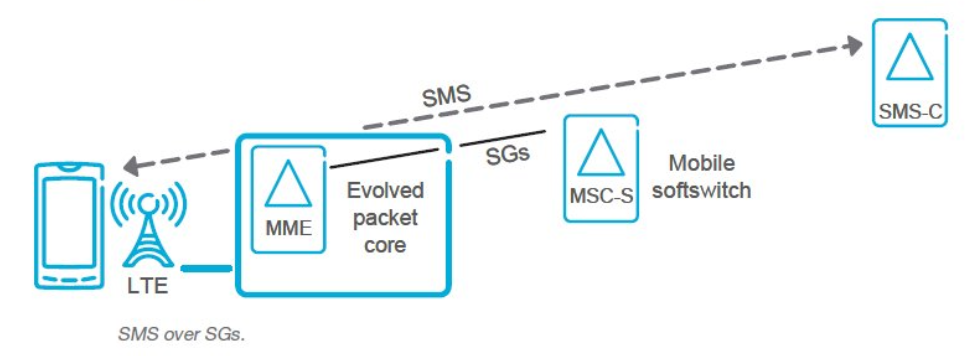 SMS
SMS-C
SGs
MSC-S
Mobile
softswitch
MME
Evolved
packet
core
LTE
SMS over SGs.